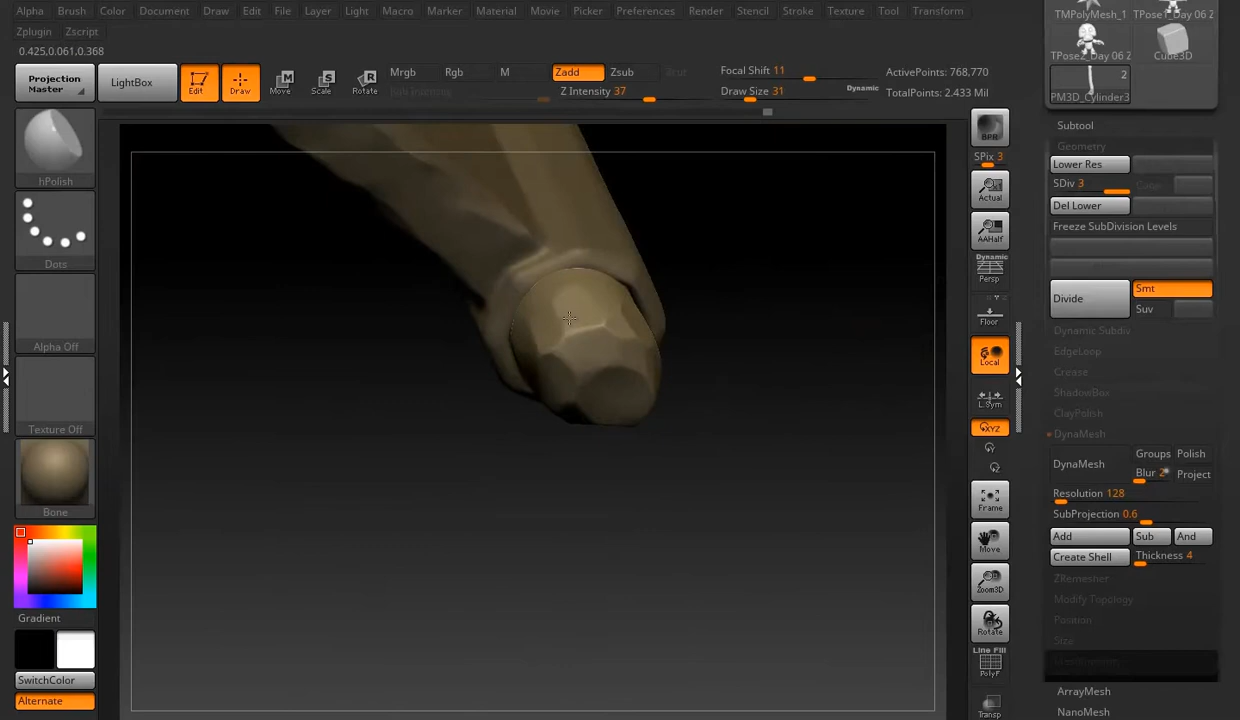 Alpha Brush Color Document Draw Edit File Layer Light Macro Marker Material Movie Picker Preferences Render Stencil Stroke Texture Tool Transform
Zplugin Zscript
0.425,0.061,0.368
Projection Master
LightBox
Edit
Draw
Move
Scale
Rotate
Mrgb Rgb M
Rgb Intensity
Zadd Zsub Cut
Z Intensity 37
Focal Shift 11
Draw Size 31
Dynamic
ActivePoints: 768,770
TotalPoints: 2.433 Mil
hPolish
Dots
Alpha Off
Texture Off
Bone
Gradient
SwitchColor
Alternate
BPR
SPix 3
Actual
AAHalf
Dynamic
Persp
Floor
Local
L.Sym
XYZ
Y
Z
Frame
Move
Zoom3D
Rotate
Line Fill
PolyF
Transp
TMPolyMesh_1
TPose1_Day 06 2
TPose2_Day 06 2
Cube3D
2
PM3D_Cylinder3
Subtool
Geometry
Lower Res
SDiv 3
Del Lower
Freeze SubDivision Levels
Divide
Smt
Suv
Dynamic Subdiv
EdgeLoop
Crease
ShadowBox
ClayPolish
DynaMesh
DynaMesh
Groups Polish
Blur 2 Project
Resolution 128
SubProjection 0.6
Add Sub And
Create Shell Thickness 4
ZRemesher
Modify Topology
Position
Size
ArrayMesh
NanoMesh